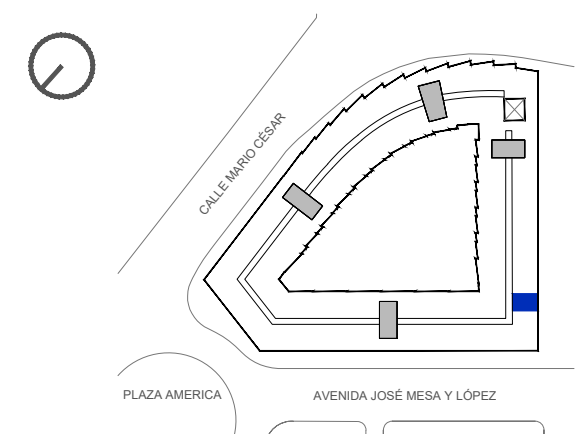 CALLE MARIO CÉSAR
PLAZA AMERICA
AVENIDA JOSÉ MESA Y LÓPEZ